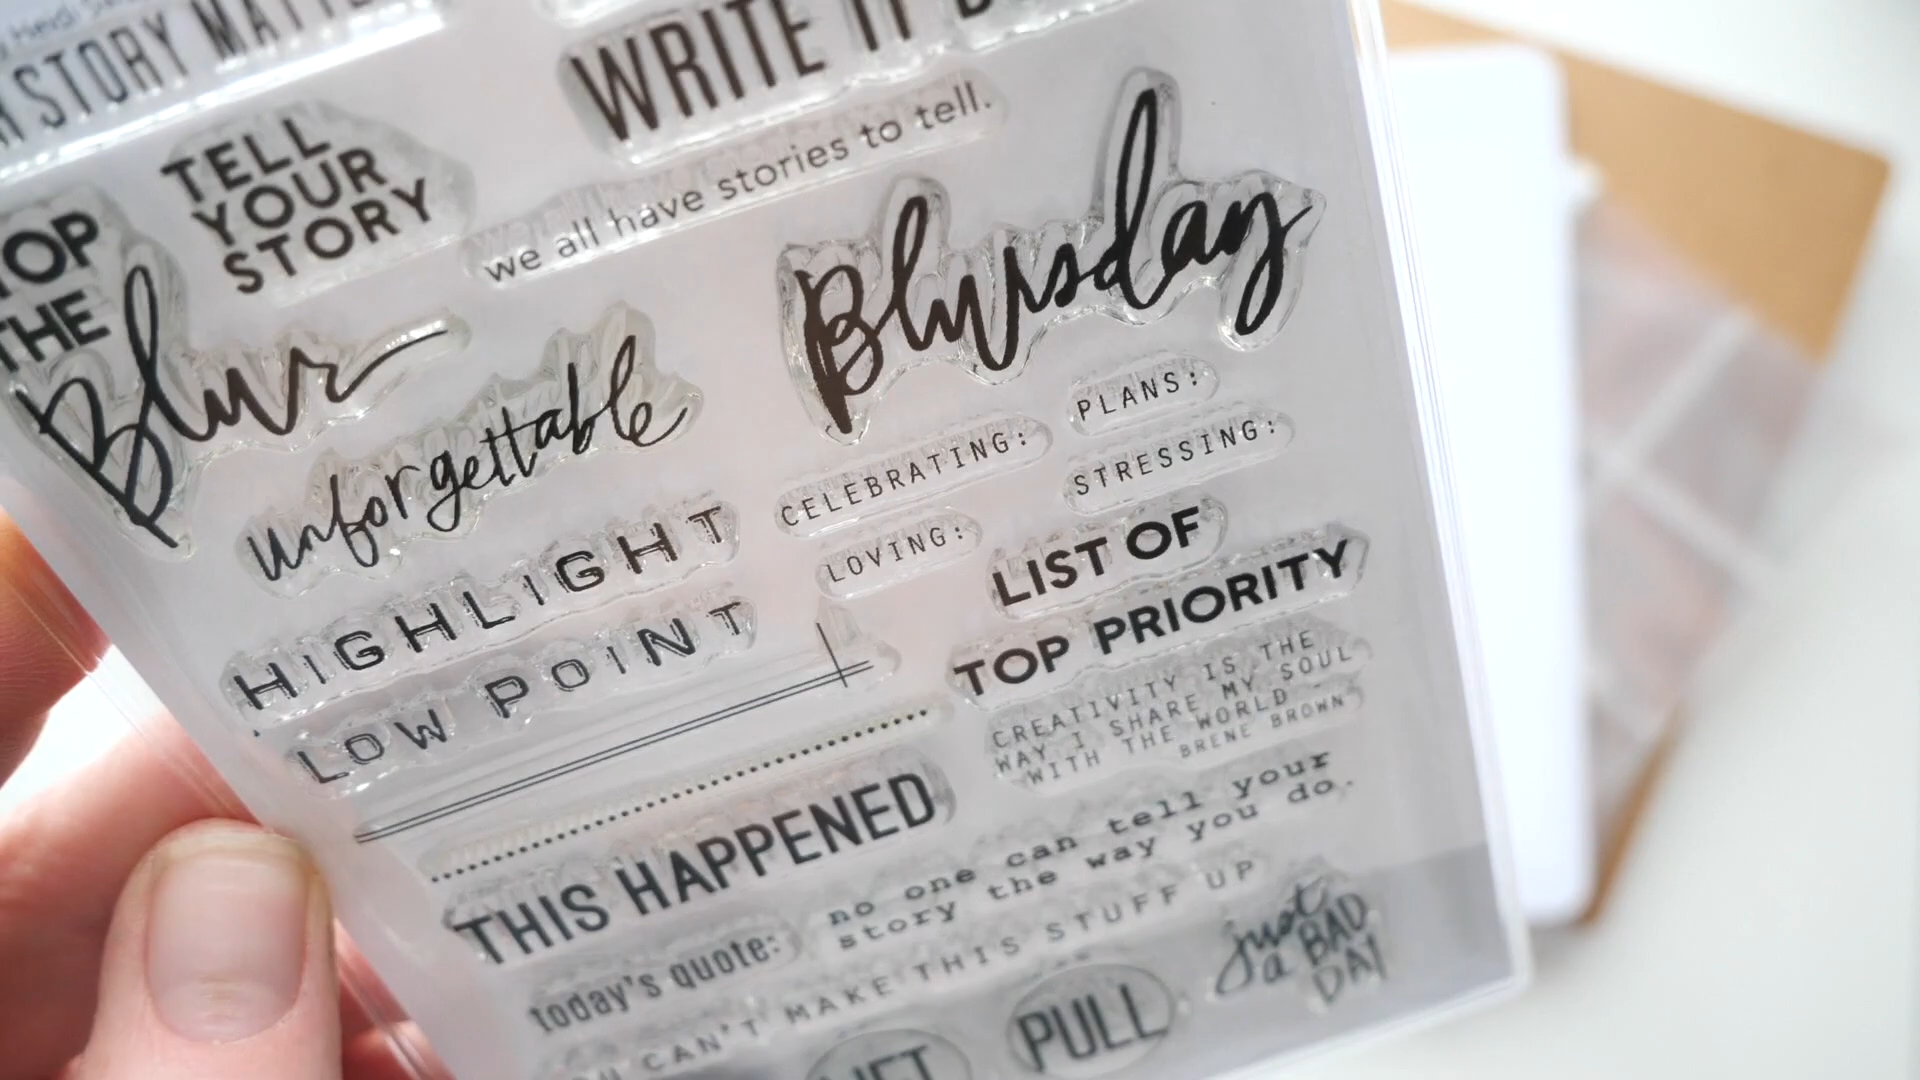 STORY
WRITE IT
TELL
YOUR
STORY
we all have stories to tell.
THE
Blur
Blursday
unforgettable
PLANS:
CELEBRATING:
STRESSING:
LOVING:
HIGHLIGHT
LOW POINT
LIST OF
TOP PRIORITY
CREATIVITY IS THE
WAY I SHARE MY SOUL
WITH THE WORLD -
BRENE BROWN
THIS HAPPENED
no one can tell your
story the way you do.
today's quote:
CAN'T MAKE THIS STUFF UP
just
a BAD
DAY
PULL